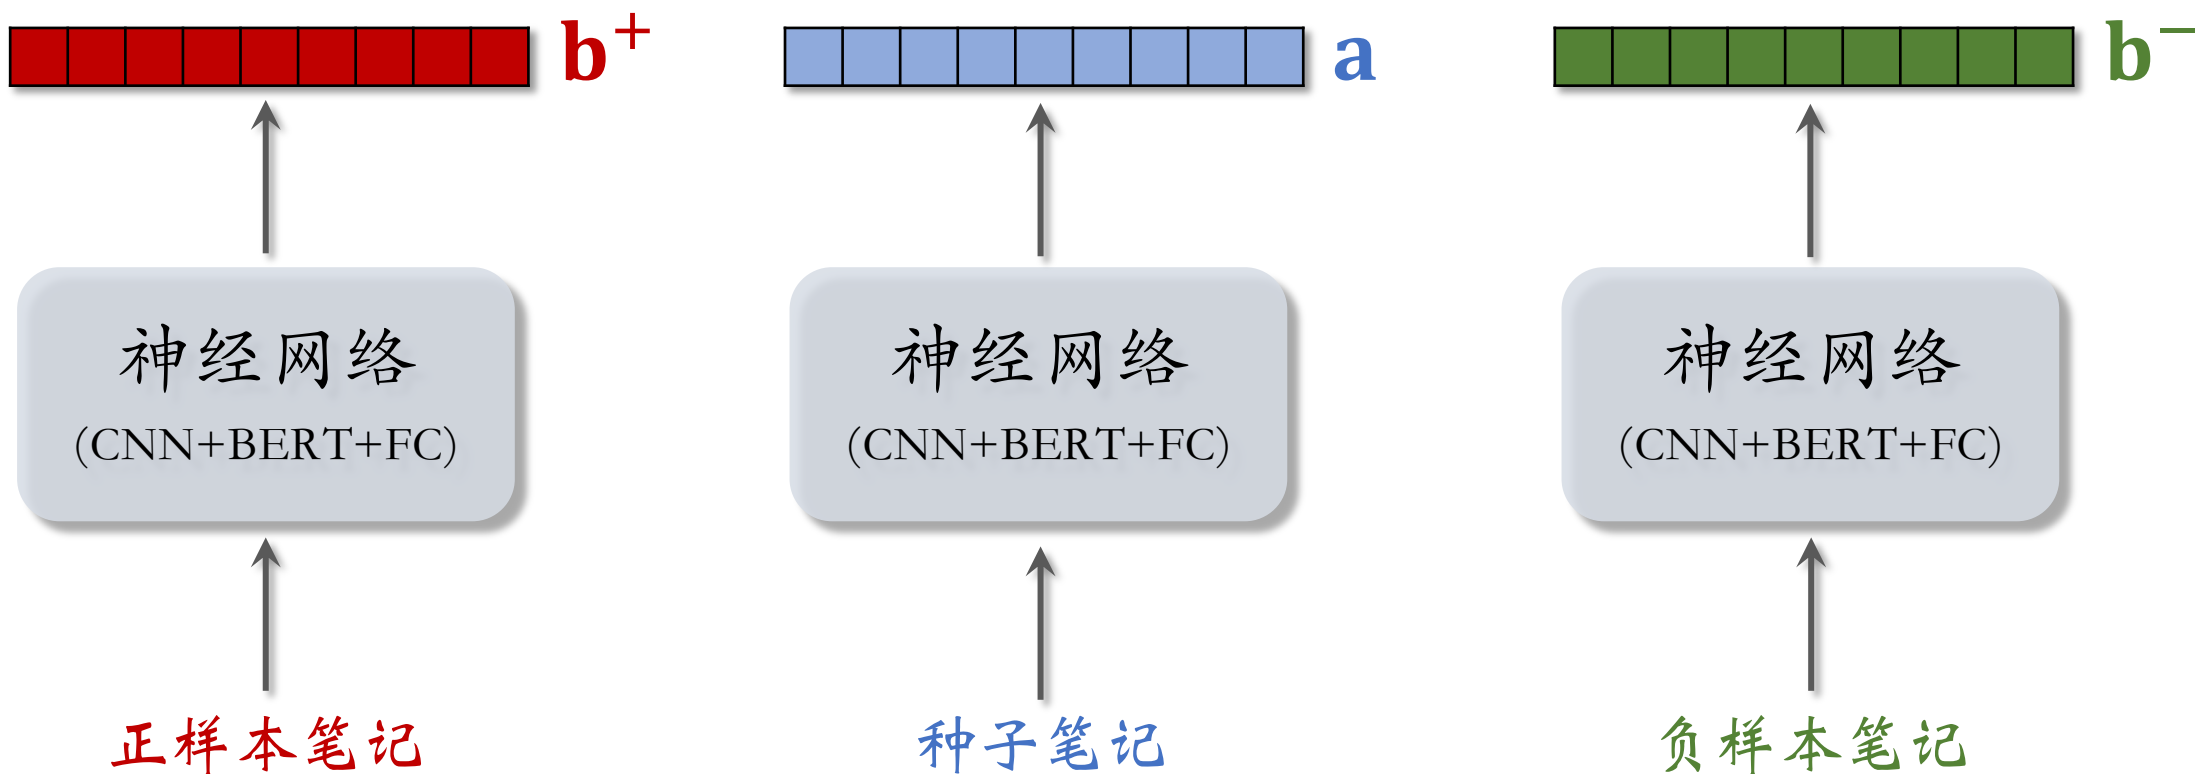 b⁺
a
b⁻
神经网络
(CNN+BERT+FC)
神经网络
(CNN+BERT+FC)
神经网络
(CNN+BERT+FC)
正样本笔记
种子笔记
负样本笔记